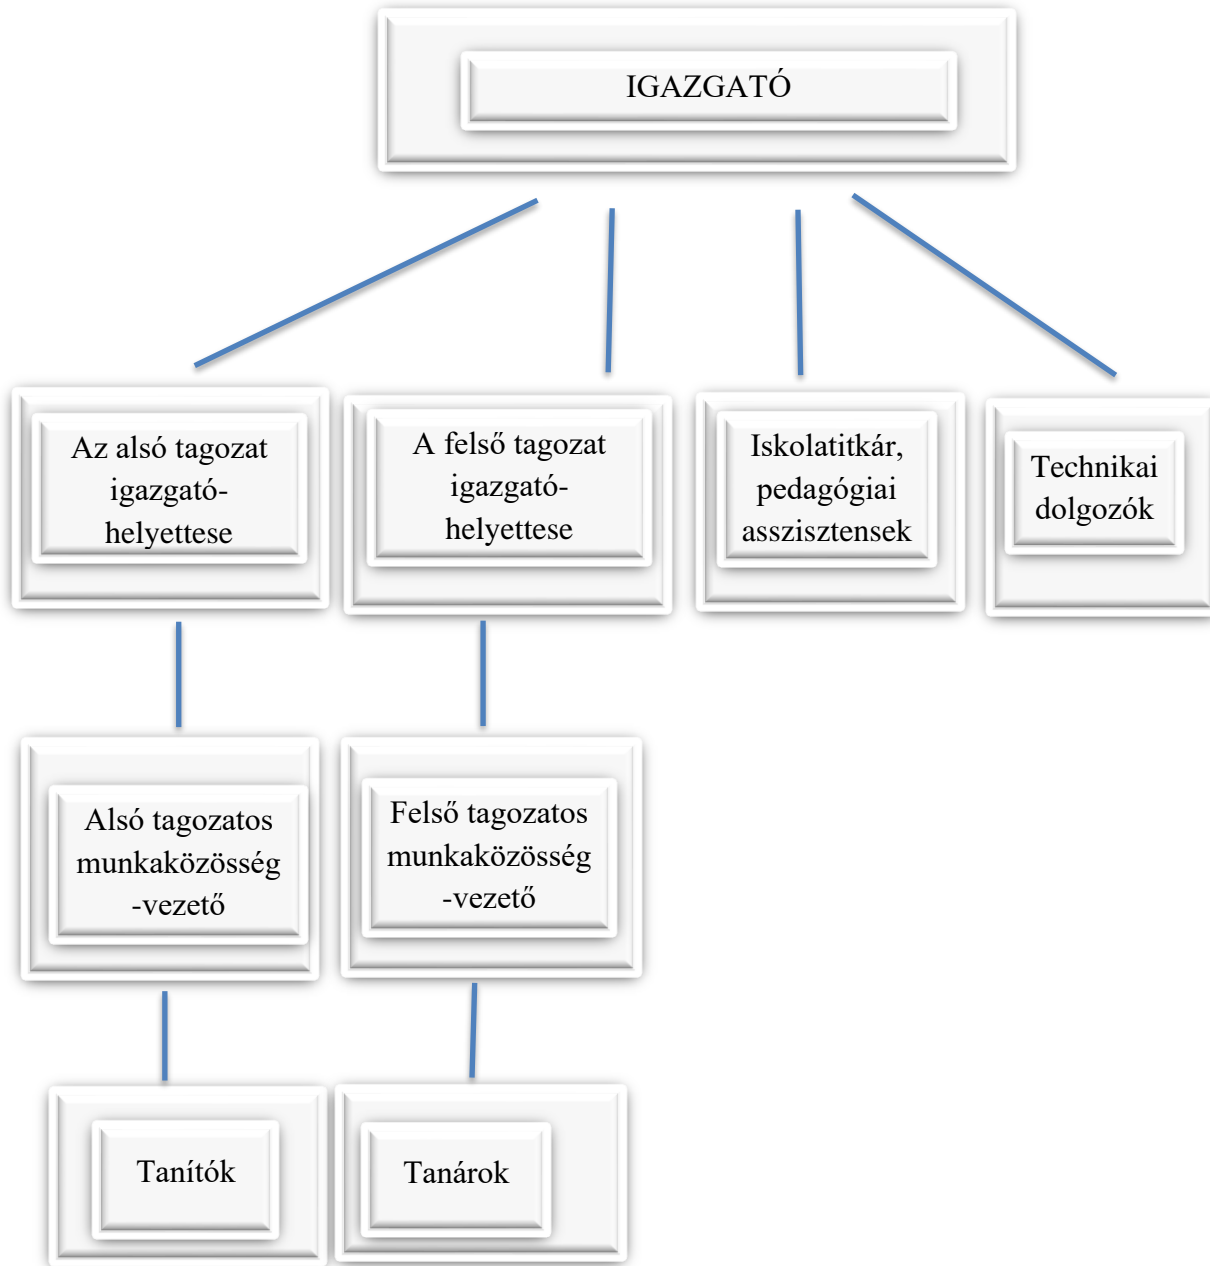 IGAZGATÓ
Az alsó tagozat
igazgató-
helyettese
A felső tagozat
igazgató-
helyettese
Iskolatitkár,
pedagógiai
asszisztensek
Technikai
dolgozók
Alsó tagozatos
munkaközösség
-vezető
Felső tagozatos
munkaközösség
-vezető
Tanítók
Tanárok